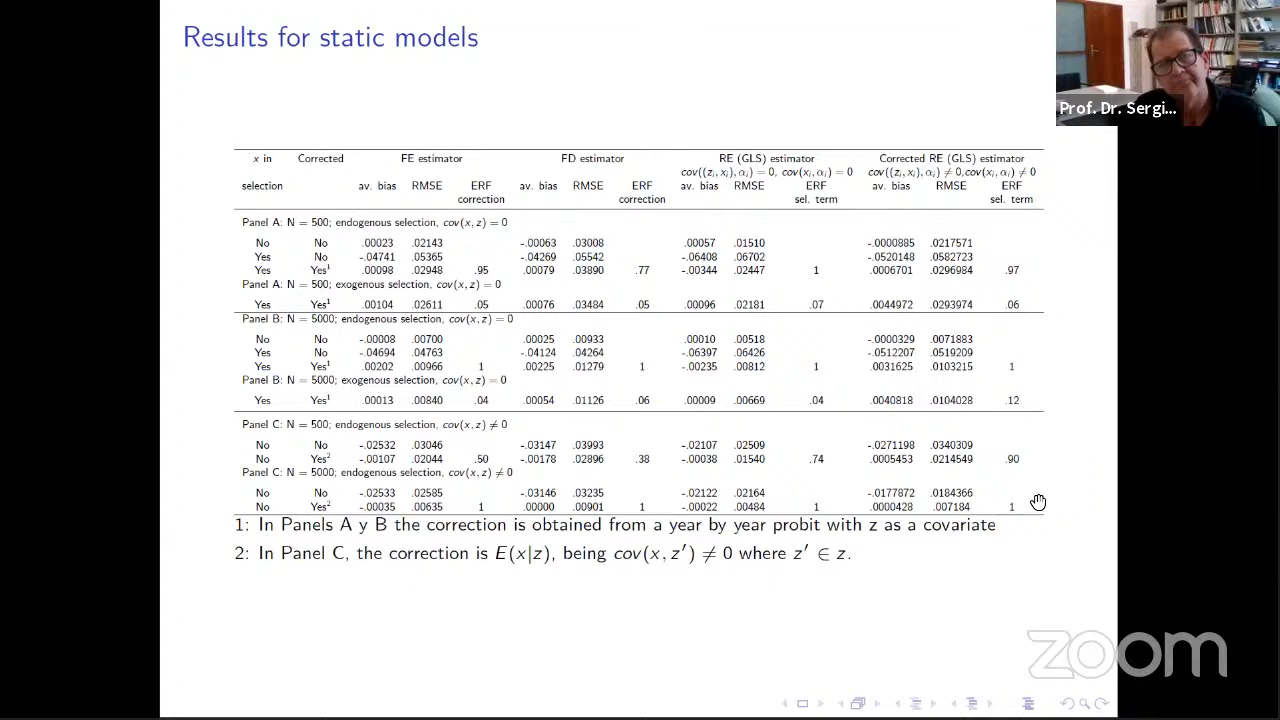 Results for static models
Prof. Dr. Sergi...
x in Corrected FE estimator FD estimator RE (GLS) estimator Corrected RE (GLS) estimator
cov((z_i, x_i), α_i) = 0, cov(x_i, α_i) = 0 cov((z_i, x_i), α_i) ≠ 0, cov(x_i, α_i) ≠ 0
selection av. bias RMSE ERF av. bias RMSE ERF av. bias RMSE ERF av. bias RMSE ERF
correction correction sel. term sel. term
Panel A: N = 500; endogenous selection, cov(x, z) = 0
No No .00023 .02143 -.00063 .03008 .00057 .01510 -.0000885 .0217571
Yes No -.04741 .05365 -.04269 .05542 -.06408 .06702 -.0520148 .0582723
Yes Yes¹ .00098 .02948 .95 .00079 .03890 .77 -.00344 .02447 1 .0006701 .0296984 .97
Panel A: N = 500; exogenous selection, cov(x, z) = 0
Yes Yes¹ .00104 .02611 .05 .00076 .03484 .05 .00096 .02181 .07 .0044972 .0293974 .06
Panel B: N = 5000; endogenous selection, cov(x, z) = 0
No No -.00008 .00700 .00025 .00933 .00010 .00518 -.0000329 .0071883
Yes No -.04694 .04763 -.04124 .04264 -.06397 .06426 -.0512207 .0519209
Yes Yes¹ .00202 .00966 1 .00225 .01279 1 -.00235 .00812 1 .0031625 .0103215 1
Panel B: N = 5000; exogenous selection, cov(x, z) = 0
Yes Yes¹ .00013 .00840 .04 .00054 .01126 .06 .00009 .00669 .04 .0040818 .0104028 .12
Panel C: N = 500; endogenous selection, cov(x, z) ≠ 0
No No -.02532 .03046 -.03147 .03993 -.02107 .02509 -.0271198 .0340309
No Yes² -.00107 .02044 .50 -.00178 .02896 .38 -.00038 .01540 .74 .0005453 .0214549 .90
Panel C: N = 5000; endogenous selection, cov(x, z) ≠ 0
No No -.02533 .02585 -.03146 .03235 -.02122 .02164 -.0177872 .0184366
No Yes² -.00035 .00635 1 .00000 .00901 1 -.00022 .00484 1 .0000428 .007184 1
1: In Panels A y B the correction is obtained from a year by year probit with z as a covariate
2: In Panel C, the correction is E(x|z), being cov(x, z′) ≠ 0 where z′ ∈ z.
zoom